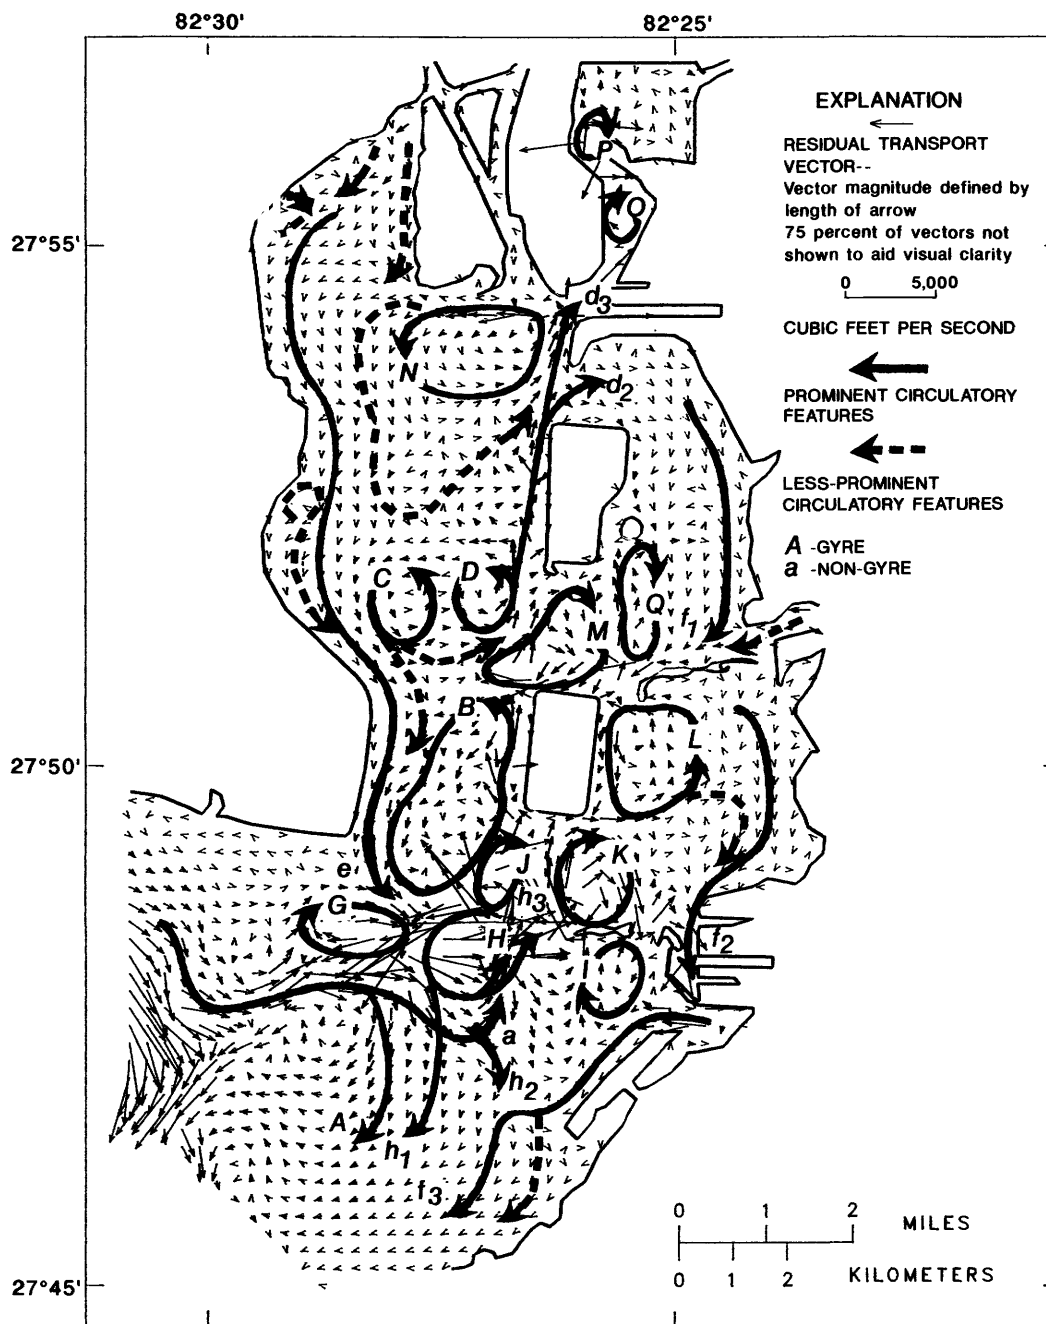 82°30'
82°25'
EXPLANATION
RESIDUAL TRANSPORT
VECTOR--
Vector magnitude defined by
length of arrow
75 percent of vectors not
shown to aid visual clarity
0 5,000
CUBIC FEET PER SECOND
PROMINENT CIRCULATORY
FEATURES
LESS-PROMINENT
CIRCULATORY FEATURES
A -GYRE
a -NON-GYRE
P
O
27°55'
d3
N
d2
C
D
Q
M
f1
B
L
27°50'
J
K
e
h3
G
H
I
f2
a
h2
A
h1
f3
0 1 2
MILES
0 1 2
KILOMETERS
27°45'